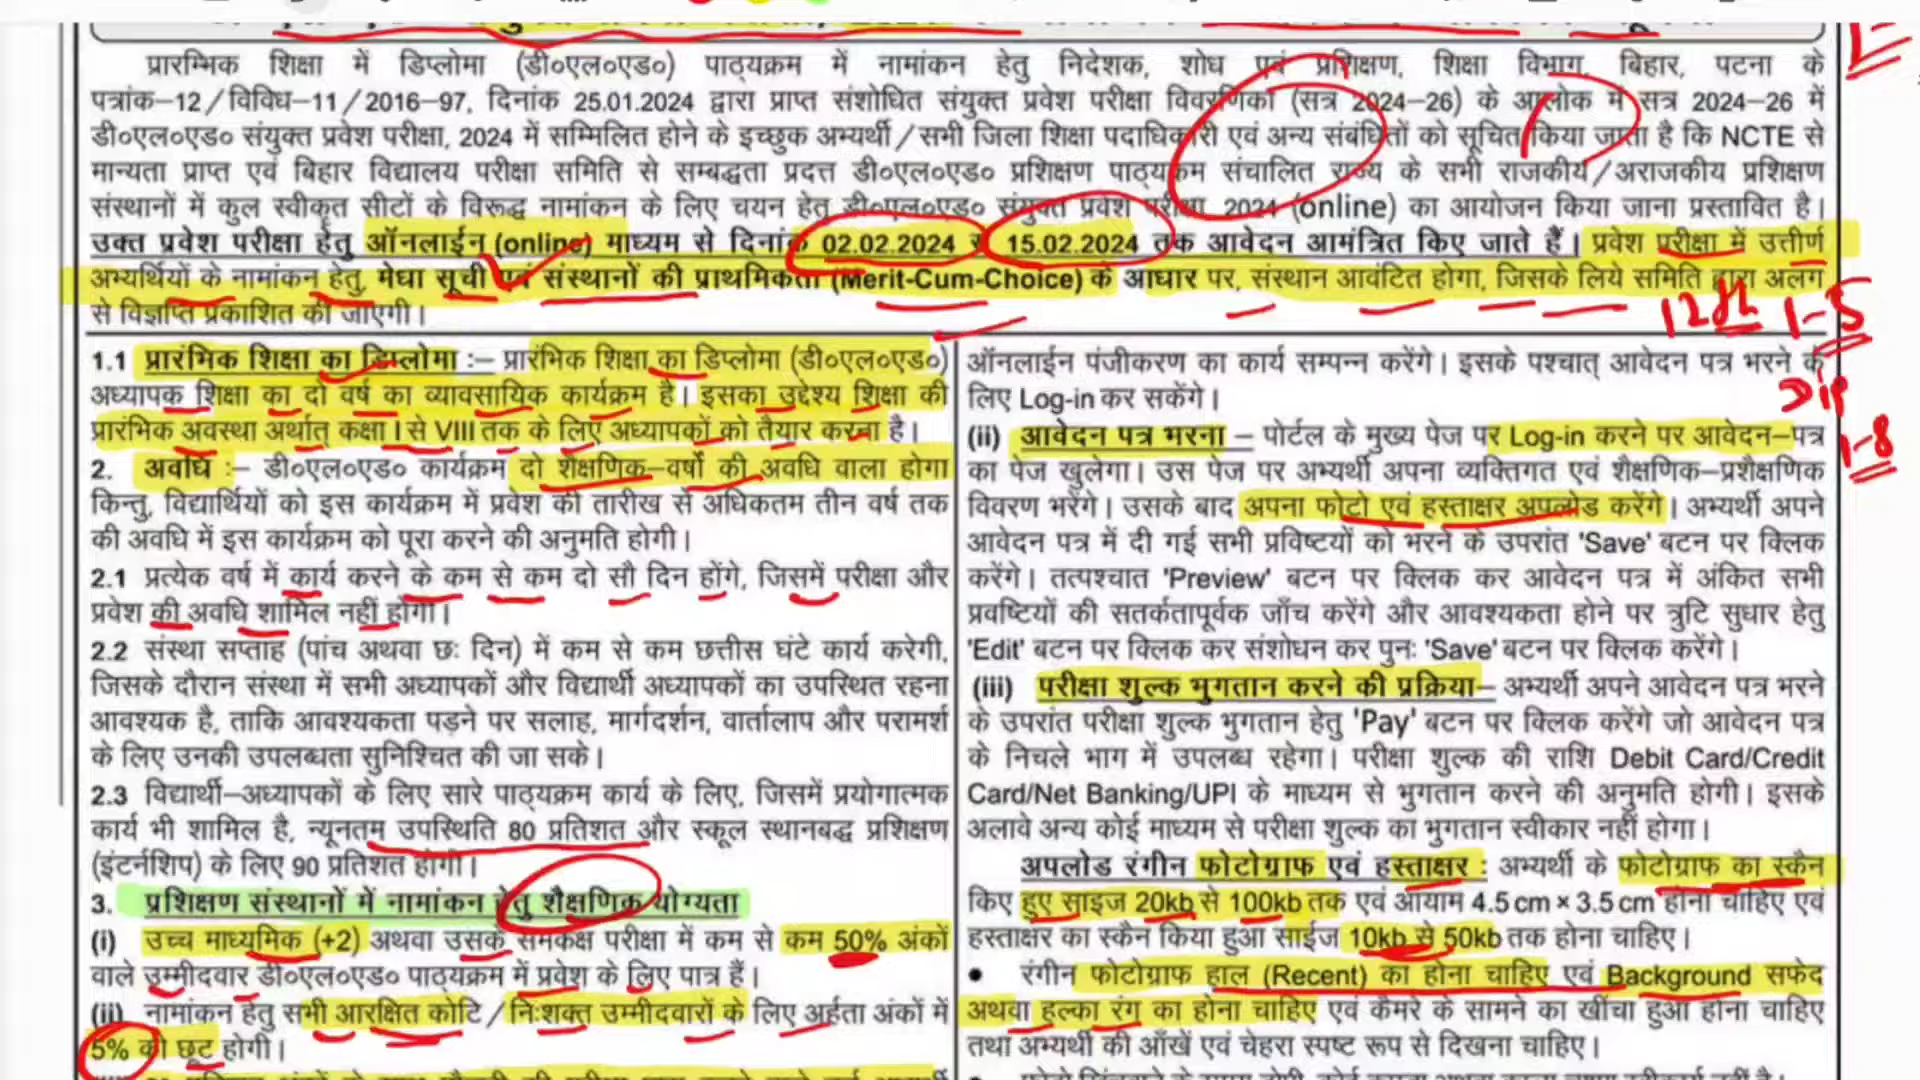 प्रारम्भिक शिक्षा में डिप्लोमा (डी०एल०एड०) पाठ्यक्रम में नामांकन हेतु निदेशक, शोध एवं प्रशिक्षण, शिक्षा विभाग, बिहार, पटना के
पत्रांक–12/विविध–11/2016–97, दिनांक 25.01.2024 द्वारा प्राप्त संशोधित संयुक्त प्रवेश परीक्षा विवरणिका (सत्र 2024–26) के आलोक में सत्र 2024–26 में
डी०एल०एड० संयुक्त प्रवेश परीक्षा, 2024 में सम्मिलित होने के इच्छुक अभ्यर्थी/सभी जिला शिक्षा पदाधिकारी एवं अन्य संबंधितों को सूचित किया जाता है कि NCTE से
मान्यता प्राप्त एवं बिहार विद्यालय परीक्षा समिति से सम्बद्धता प्रदत्त डी०एल०एड० प्रशिक्षण पाठ्यक्रम संचालित राज्य के सभी राजकीय/अराजकीय प्रशिक्षण
संस्थानों में कुल स्वीकृत सीटों के विरूद्ध नामांकन के लिए चयन हेतु डी०एल०एड० संयुक्त प्रवेश परीक्षा, 2024 (online) का आयोजन किया जाना प्रस्तावित है।
उक्त प्रवेश परीक्षा हेतु ऑनलाईन (online) माध्यम से दिनांक 02.02.2024 से 15.02.2024 तक आवेदन आमंत्रित किए जाते हैं। प्रवेश परीक्षा में उत्तीर्ण
अभ्यर्थियों के नामांकन हेतु, मेधा सूची एवं संस्थानों की प्राथमिकता (Merit-Cum-Choice) के आधार पर, संस्थान आवंटित होगा, जिसके लिये समिति द्वारा अलग
से विज्ञप्ति प्रकाशित की जाएगी।
12th 1-5
1.1 प्रारंभिक शिक्षा का डिप्लोमा :– प्रारंभिक शिक्षा का डिप्लोमा (डी०एल०एड०)
अध्यापक शिक्षा का दो वर्ष का व्यावसायिक कार्यक्रम है। इसका उद्देश्य शिक्षा की
प्रारंभिक अवस्था अर्थात् कक्षा I से VIII तक के लिए अध्यापकों को तैयार करना है।
2. अवधि :– डी०एल०एड० कार्यक्रम दो शैक्षणिक–वर्षों की अवधि वाला होगा
किन्तु, विद्यार्थियों को इस कार्यक्रम में प्रवेश की तारीख से अधिकतम तीन वर्ष तक
की अवधि में इस कार्यक्रम को पूरा करने की अनुमति होगी।
2.1 प्रत्येक वर्ष में कार्य करने के कम से कम दो सौ दिन होंगे, जिसमें परीक्षा और
प्रवेश की अवधि शामिल नहीं होगी।
2.2 संस्था सप्ताह (पांच अथवा छः दिन) में कम से कम छत्तीस घंटे कार्य करेगी,
जिसके दौरान संस्था में सभी अध्यापकों और विद्यार्थी अध्यापकों का उपस्थित रहना
आवश्यक है, ताकि आवश्यकता पड़ने पर सलाह, मार्गदर्शन, वार्तालाप और परामर्श
के लिए उनकी उपलब्धता सुनिश्चित की जा सके।
2.3 विद्यार्थी–अध्यापकों के लिए सारे पाठ्यक्रम कार्य के लिए, जिसमें प्रयोगात्मक
कार्य भी शामिल है, न्यूनतम उपस्थिति 80 प्रतिशत और स्कूल स्थानबद्ध प्रशिक्षण
(इंटर्नशिप) के लिए 90 प्रतिशत होगी।
3. प्रशिक्षण संस्थानों में नामांकन हेतु शैक्षणिक योग्यता
(i) उच्च माध्यमिक (+2) अथवा उसके समकक्ष परीक्षा में कम से कम 50% अंकों
वाले उम्मीदवार डी०एल०एड० पाठ्यक्रम में प्रवेश के लिए पात्र हैं।
(ii) नामांकन हेतु सभी आरक्षित कोटि/निःशक्त उम्मीदवारों के लिए अर्हता अंकों में
5% की छूट होगी।
ऑनलाईन पंजीकरण का कार्य सम्पन्न करेंगे। इसके पश्चात् आवेदन पत्र भरने के
लिए Log-in कर सकेंगे।
Dip
1-8
(ii) आवेदन पत्र भरना – पोर्टल के मुख्य पेज पर Log-in करने पर आवेदन–पत्र
का पेज खुलेगा। उस पेज पर अभ्यर्थी अपना व्यक्तिगत एवं शैक्षणिक–प्रशैक्षणिक
विवरण भरेंगे। उसके बाद अपना फोटो एवं हस्ताक्षर अपलोड करेंगे। अभ्यर्थी अपने
आवेदन पत्र में दी गई सभी प्रविष्टयों को भरने के उपरांत 'Save' बटन पर क्लिक
करेंगे। तत्पश्चात 'Preview' बटन पर क्लिक कर आवेदन पत्र में अंकित सभी
प्रवष्टियों की सतर्कतापूर्वक जाँच करेंगे और आवश्यकता होने पर त्रुटि सुधार हेतु
'Edit' बटन पर क्लिक कर संशोधन कर पुनः 'Save' बटन पर क्लिक करेंगे।
(iii) परीक्षा शुल्क भुगतान करने की प्रक्रिया– अभ्यर्थी अपने आवेदन पत्र भरने
के उपरांत परीक्षा शुल्क भुगतान हेतु 'Pay' बटन पर क्लिक करेंगे जो आवेदन पत्र
के निचले भाग में उपलब्ध रहेगा। परीक्षा शुल्क की राशि Debit Card/Credit
Card/Net Banking/UPI के माध्यम से भुगतान करने की अनुमति होगी। इसके
अलावे अन्य कोई माध्यम से परीक्षा शुल्क का भुगतान स्वीकार नहीं होगा।
अपलोड रंगीन फोटोग्राफ एवं हस्ताक्षर : अभ्यर्थी के फोटोग्राफ का स्कैन
किए हुए साइज 20kb से 100kb तक एवं आयाम 4.5 cm × 3.5 cm होना चाहिए एवं
हस्ताक्षर का स्कैन किया हुआ साईज 10kb से 50kb तक होना चाहिए।
• रंगीन फोटोग्राफ हाल (Recent) का होना चाहिए एवं Background सफेद
अथवा हल्का रंग का होना चाहिए एवं कैमरे के सामने का खींचा हुआ होना चाहिए
तथा अभ्यर्थी की आँखें एवं चेहरा स्पष्ट रूप से दिखना चाहिए।